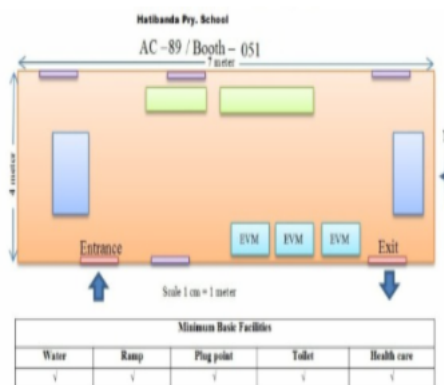 Hatibanda Pry. School
AC -89 / Booth - 051
7 meter
4 meter
EVM EVM EVM
Entrance
Exit
Scale 1 cm = 1 meter
Minimum Basic Facilities
Water Ramp Plug point Toilet Health care
√ √ √ √ √